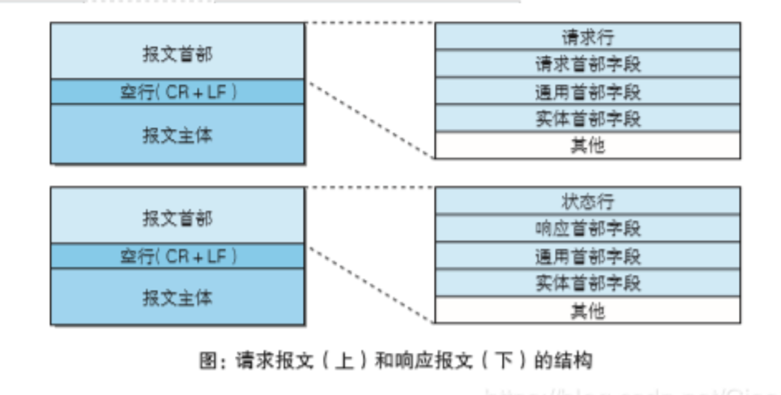 报文首部
空行(CR+LF)
报文主体
请求行
请求首部字段
通用首部字段
实体首部字段
其他
报文首部
空行(CR+LF)
报文主体
状态行
响应首部字段
通用首部字段
实体首部字段
其他
图：请求报文（上）和响应报文（下）的结构